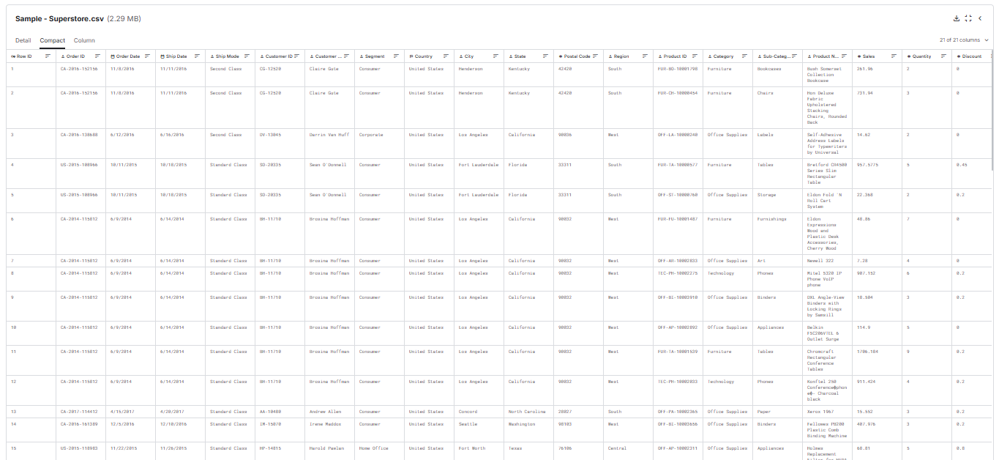 Sample - Superstore.csv (2.29 MB)
Detail Compact Column
21 of 21 columns
Row ID Order ID Order Date Ship Date Ship Mode Customer ID Customer ... Segment Country City State Postal Code Region Product ID Category Sub-Categ... Product N... Sales Quantity Discount
1 CA-2016-152156 11/8/2016 11/11/2016 Second Class CG-12520 Claire Gute Consumer United States Henderson Kentucky 42420 South FUR-BO-10001798 Furniture Bookcases Bush Somerset 261.96 2 0
Collection
Bookcase
2 CA-2016-152156 11/8/2016 11/11/2016 Second Class CG-12520 Claire Gute Consumer United States Henderson Kentucky 42420 South FUR-CH-10000454 Furniture Chairs Hon Deluxe 731.94 3 0
Fabric
Upholstered
Stacking
Chairs, Rounded
Back
3 CA-2016-138688 6/12/2016 6/16/2016 Second Class DV-13045 Darrin Van Huff Corporate United States Los Angeles California 90036 West OFF-LA-10000240 Office Supplies Labels Self-Adhesive 14.62 2 0
Address Labels
for Typewriters
by Universal
4 US-2015-108966 10/11/2015 10/18/2015 Standard Class SO-20335 Sean O'Donnell Consumer United States Fort Lauderdale Florida 33311 South FUR-TA-10000577 Furniture Tables Bretford CR4500 957.5775 5 0.45
Series Slim
Rectangular
Table
5 US-2015-108966 10/11/2015 10/18/2015 Standard Class SO-20335 Sean O'Donnell Consumer United States Fort Lauderdale Florida 33311 South OFF-ST-10000760 Office Supplies Storage Eldon Fold 'N 22.368 2 0.2
Roll Cart
System
6 CA-2014-115812 6/9/2014 6/14/2014 Standard Class BH-11710 Brosina Hoffman Consumer United States Los Angeles California 90032 West FUR-FU-10001487 Furniture Furnishings Eldon 48.86 7 0
Expressions
Wood and
Plastic Desk
Accessories,
Cherry Wood
7 CA-2014-115812 6/9/2014 6/14/2014 Standard Class BH-11710 Brosina Hoffman Consumer United States Los Angeles California 90032 West OFF-AR-10002833 Office Supplies Art Newell 322 7.28 4 0
8 CA-2014-115812 6/9/2014 6/14/2014 Standard Class BH-11710 Brosina Hoffman Consumer United States Los Angeles California 90032 West TEC-PH-10002275 Technology Phones Mitel 5320 IP 907.152 6 0.2
Phone VoIP
phone
9 CA-2014-115812 6/9/2014 6/14/2014 Standard Class BH-11710 Brosina Hoffman Consumer United States Los Angeles California 90032 West OFF-BI-10003910 Office Supplies Binders DXL Angle-View 18.504 3 0.2
Binders with
Locking Rings
by Samsill
10 CA-2014-115812 6/9/2014 6/14/2014 Standard Class BH-11710 Brosina Hoffman Consumer United States Los Angeles California 90032 West OFF-AP-10002892 Office Supplies Appliances Belkin 114.9 5 0
F5C206VTEL 6
Outlet Surge
11 CA-2014-115812 6/9/2014 6/14/2014 Standard Class BH-11710 Brosina Hoffman Consumer United States Los Angeles California 90032 West FUR-TA-10001539 Furniture Tables Chromcraft 1706.184 9 0.2
Rectangular
Conference
Tables
12 CA-2014-115812 6/9/2014 6/14/2014 Standard Class BH-11710 Brosina Hoffman Consumer United States Los Angeles California 90032 West TEC-PH-10002033 Technology Phones Konftel 250 911.424 4 0.2
Conference�phon
e�- Charcoal
black
13 CA-2017-114412 4/15/2017 4/20/2017 Standard Class AA-10480 Andrew Allen Consumer United States Concord North Carolina 28027 South OFF-PA-10002365 Office Supplies Paper Xerox 1967 15.552 3 0.2
14 CA-2016-161389 12/5/2016 12/10/2016 Standard Class IM-15070 Irene Maddox Consumer United States Seattle Washington 98103 West OFF-BI-10003656 Office Supplies Binders Fellowes PB200 407.976 3 0.2
Plastic Comb
Binding Machine
15 US-2015-118983 11/22/2015 11/26/2015 Standard Class HP-14815 Harold Pawlan Home Office United States Fort Worth Texas 76106 Central OFF-AP-10002311 Office Supplies Appliances Holmes 68.81 5 0.8
Replacement